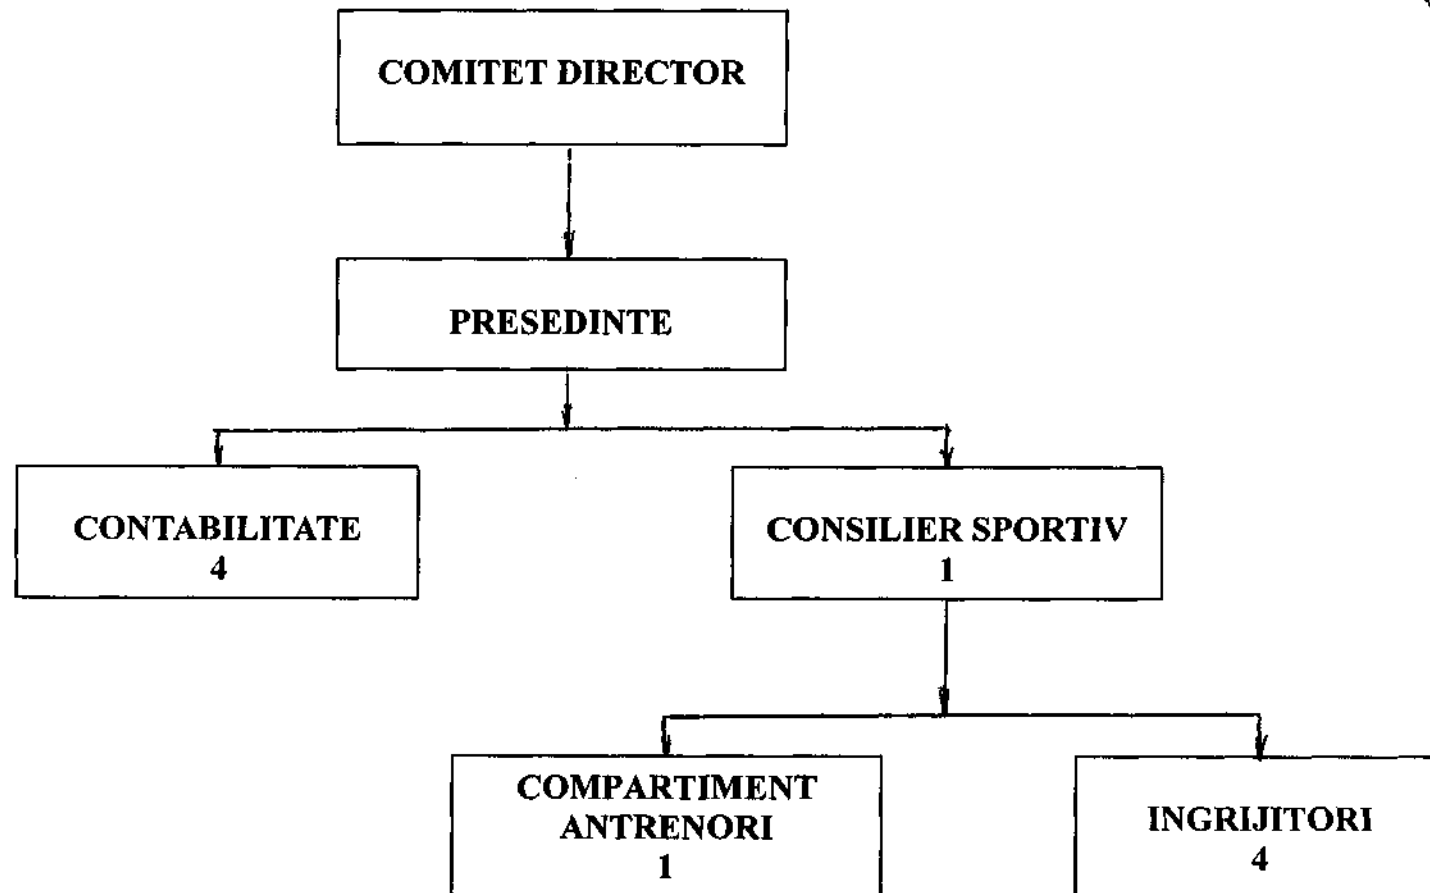 COMITET DIRECTOR
PRESEDINTE
CONTABILITATE
4
CONSILIER SPORTIV
1
COMPARTIMENT
ANTRENORI
1
INGRIJITORI
4